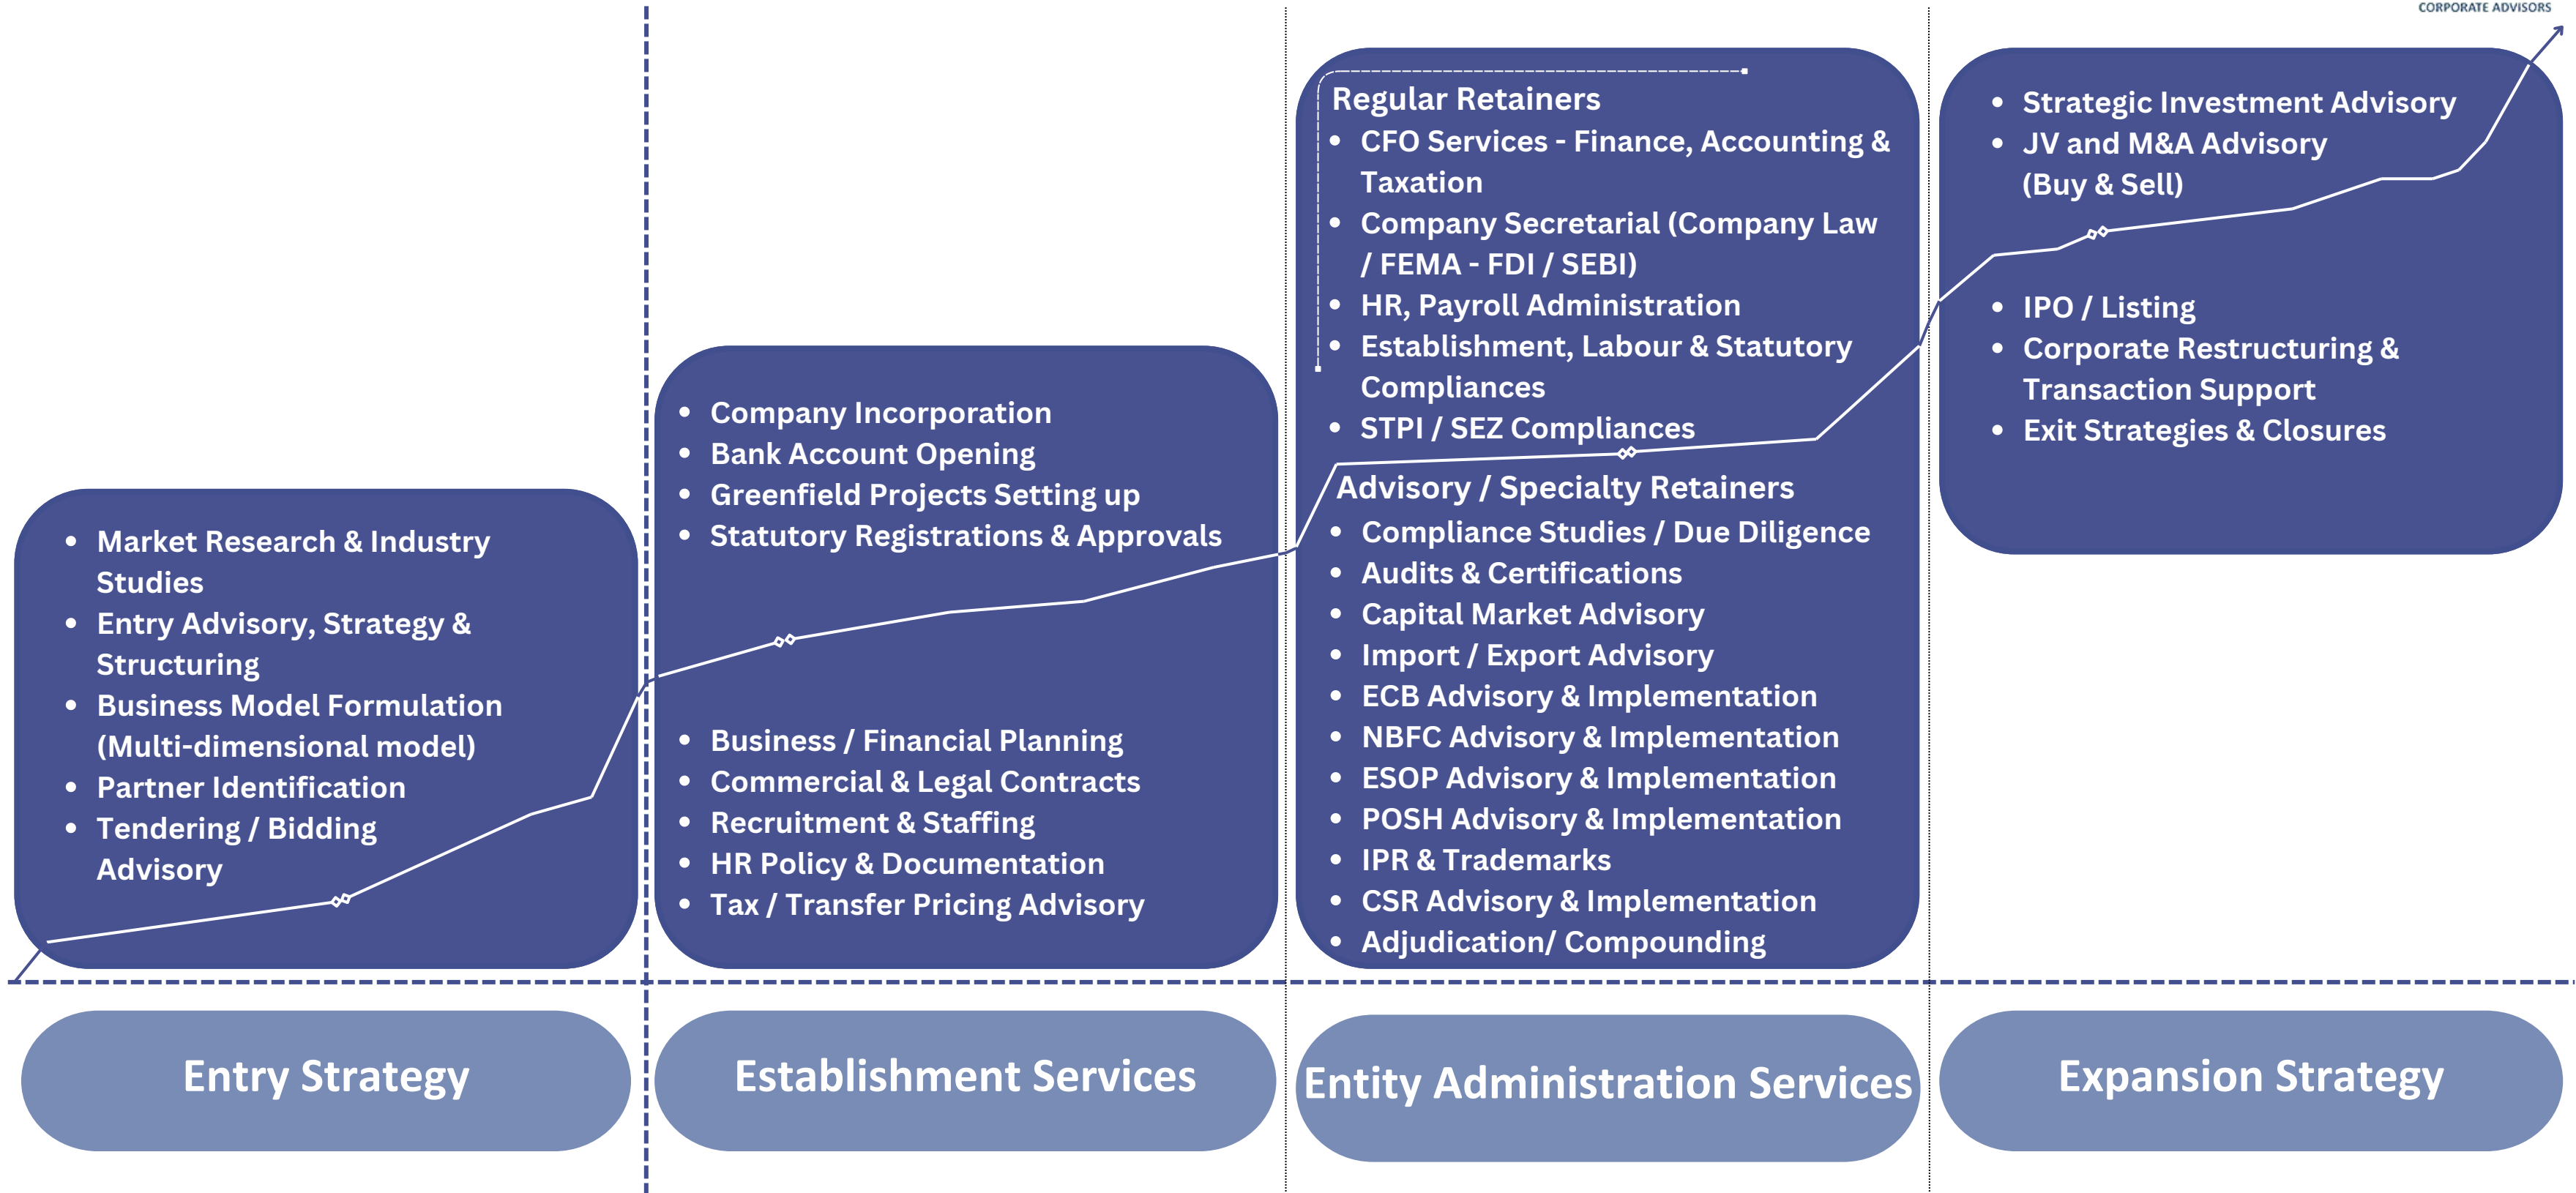 CORPORATE ADVISORS
• Market Research & Industry
Studies
• Entry Advisory, Strategy &
Structuring
• Business Model Formulation
(Multi-dimensional model)
• Partner Identification
• Tendering / Bidding
Advisory
• Company Incorporation
• Bank Account Opening
• Greenfield Projects Setting up
• Statutory Registrations & Approvals
• Business / Financial Planning
• Commercial & Legal Contracts
• Recruitment & Staffing
• HR Policy & Documentation
• Tax / Transfer Pricing Advisory
Regular Retainers
• CFO Services - Finance, Accounting &
Taxation
• Company Secretarial (Company Law
/ FEMA - FDI / SEBI)
• HR, Payroll Administration
• Establishment, Labour & Statutory
Compliances
• STPI / SEZ Compliances
Advisory / Specialty Retainers
• Compliance Studies / Due Diligence
• Audits & Certifications
• Capital Market Advisory
• Import / Export Advisory
• ECB Advisory & Implementation
• NBFC Advisory & Implementation
• ESOP Advisory & Implementation
• POSH Advisory & Implementation
• IPR & Trademarks
• CSR Advisory & Implementation
• Adjudication/ Compounding
• Strategic Investment Advisory
• JV and M&A Advisory
(Buy & Sell)
• IPO / Listing
• Corporate Restructuring &
Transaction Support
• Exit Strategies & Closures
Entry Strategy
Establishment Services
Entity Administration Services
Expansion Strategy